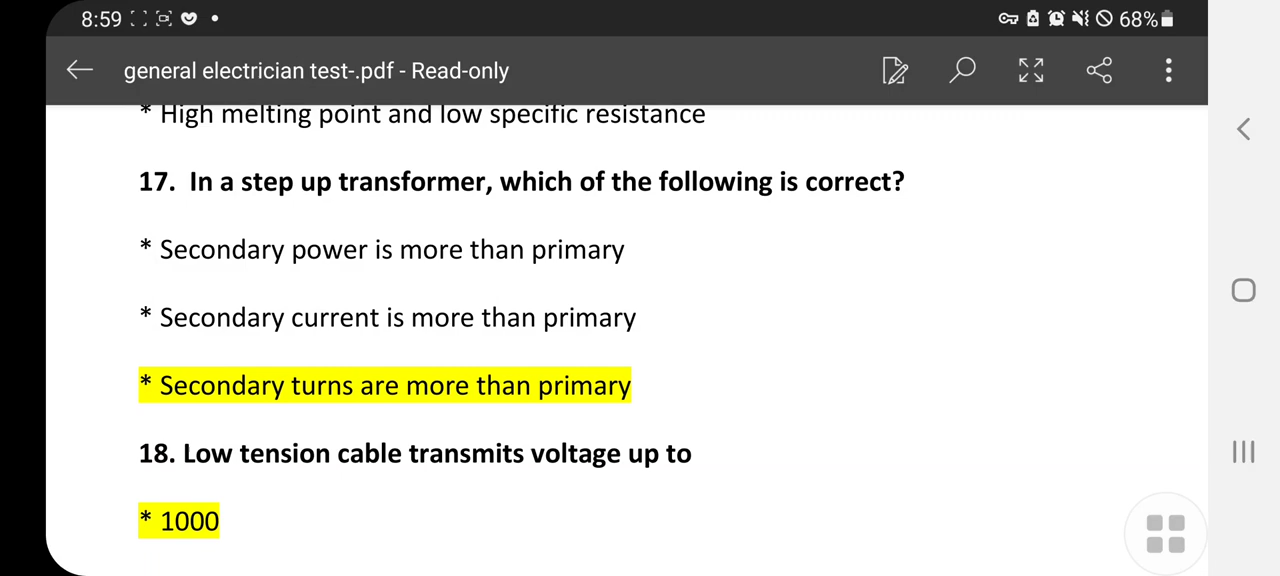 8:59 68%
general electrician test-.pdf - Read-only
* High melting point and low specific resistance
17. In a step up transformer, which of the following is correct?
* Secondary power is more than primary
* Secondary current is more than primary
* Secondary turns are more than primary
18. Low tension cable transmits voltage up to
* 1000